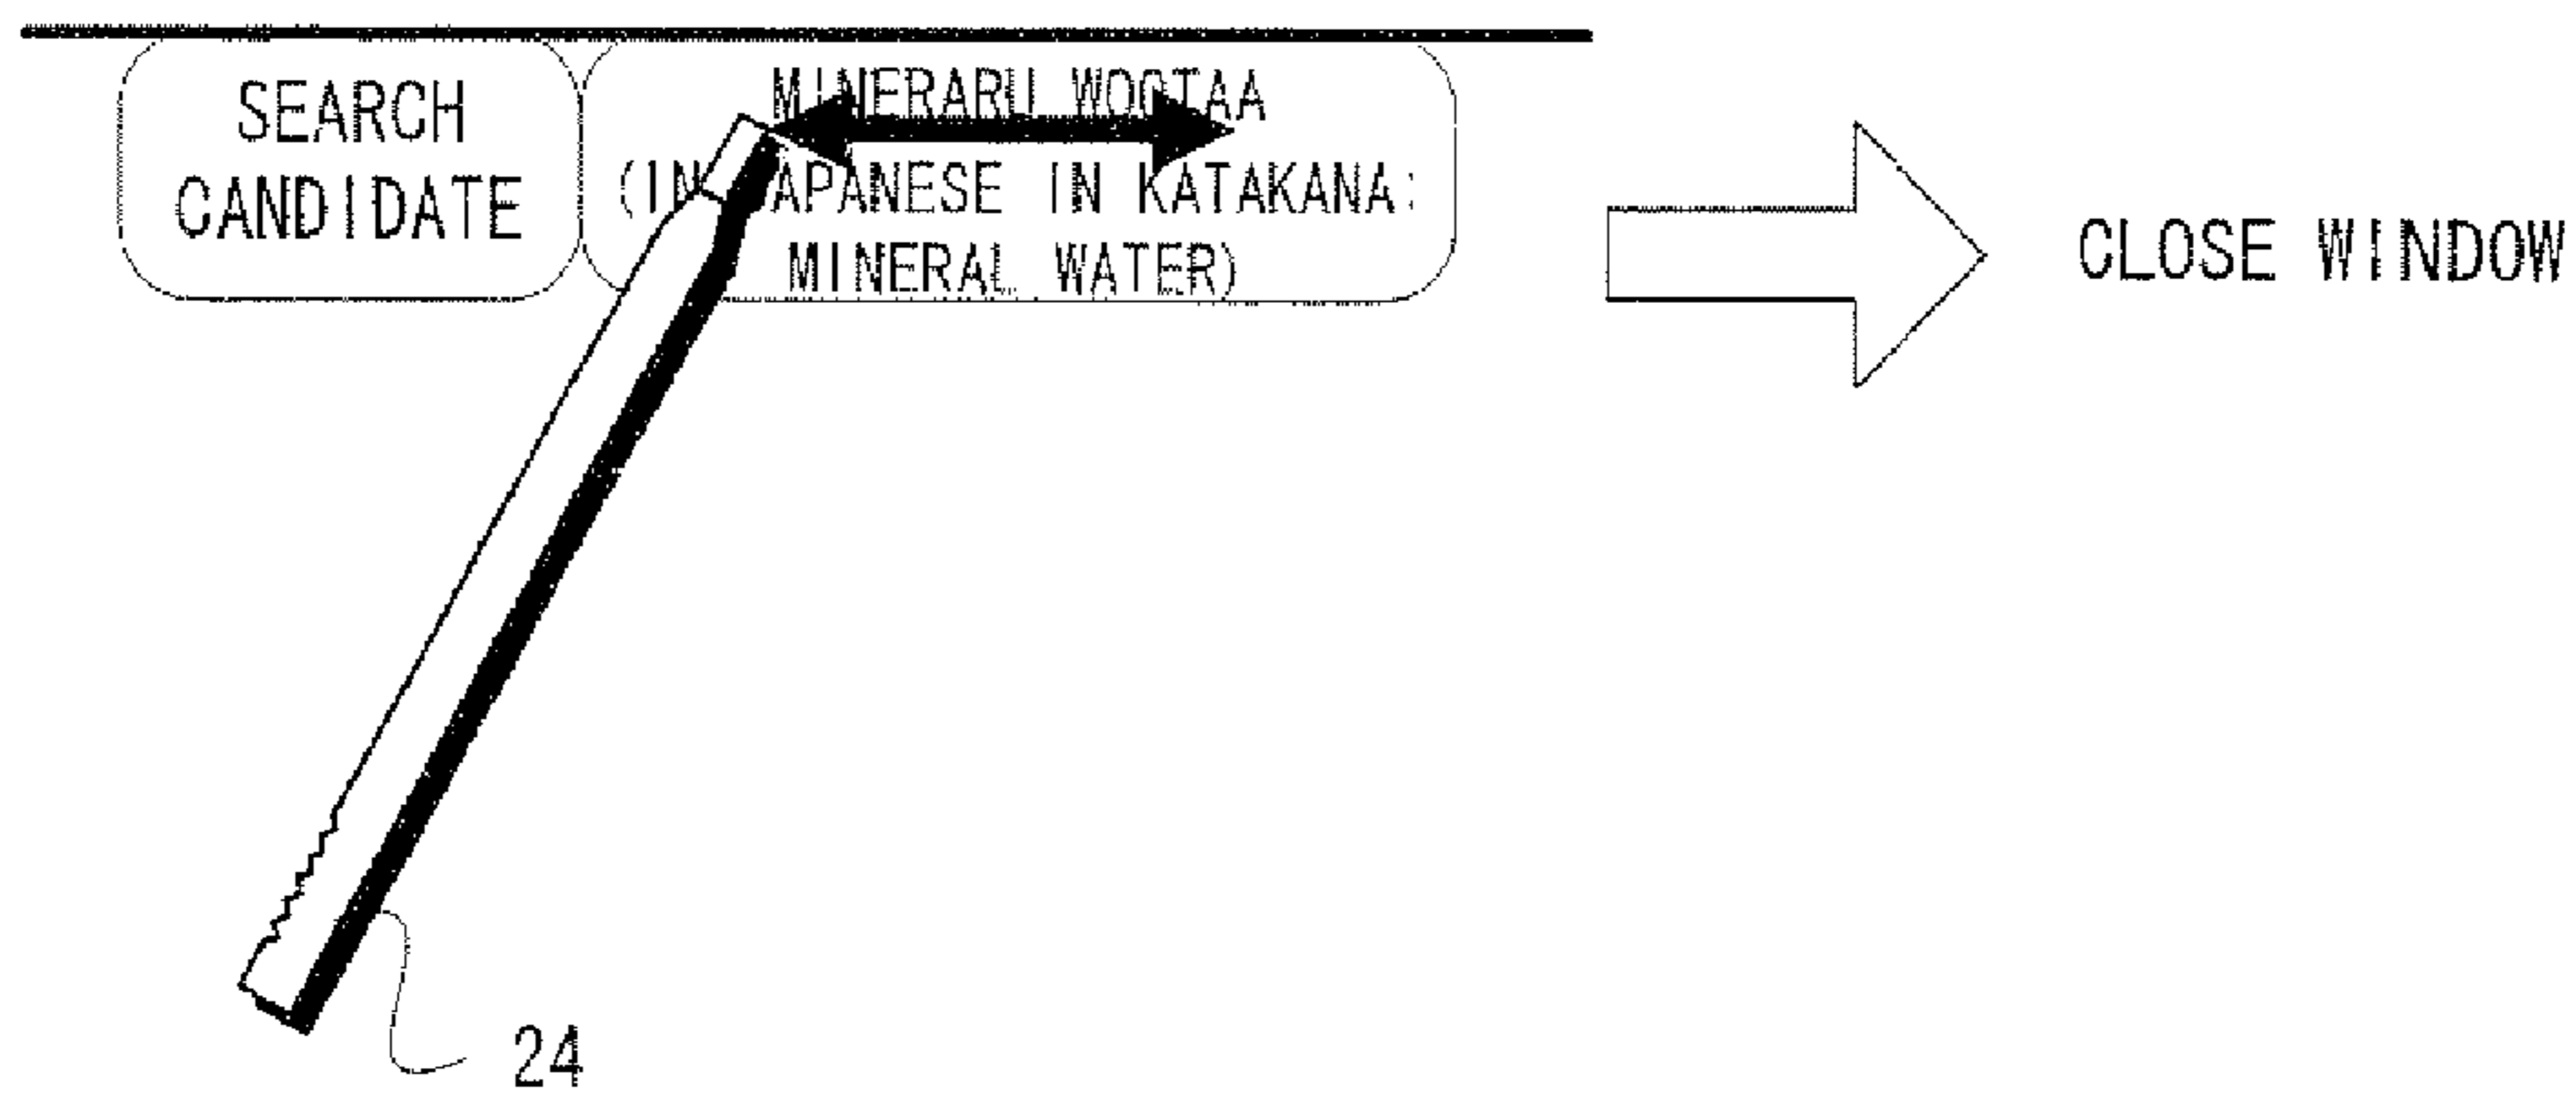 SEARCH
CANDIDATE
MINERARU WOOTAA
(IN JAPANESE IN KATAKANA:
MINERAL WATER)
CLOSE WINDOW
24